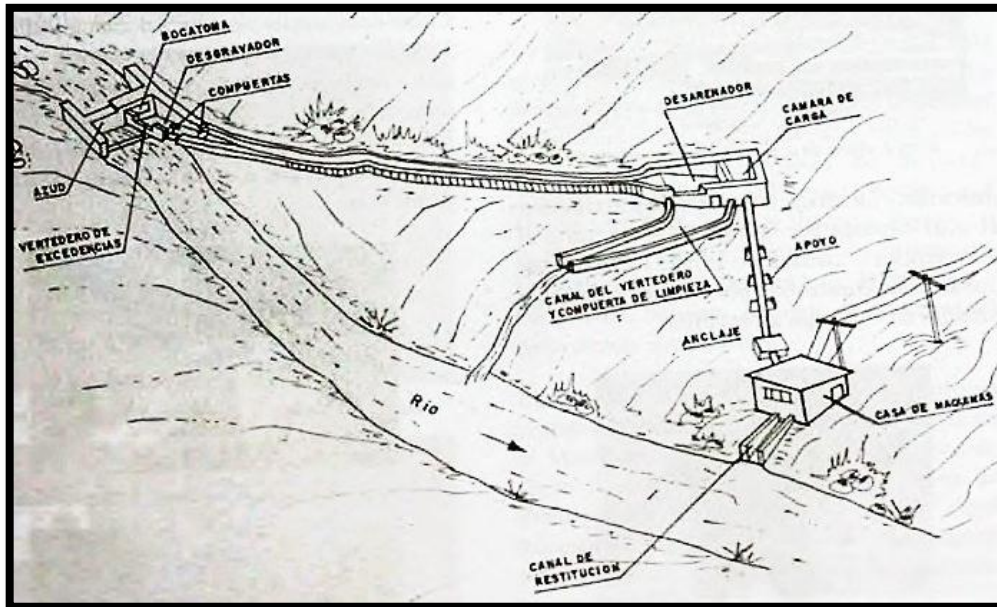 BOCATOMA
DESGRAVADOR
COMPUERTAS
AZUD
VERTEDERO DE
EXCEDENCIAS
DESARENADOR
CAMARA DE
CARGA
APOYO
CANAL DEL VERTEDERO
Y COMPUERTA DE LIMPIEZA
ANCLAJE
CASA DE MAQUINAS
Río
CANAL DE
RESTITUCION